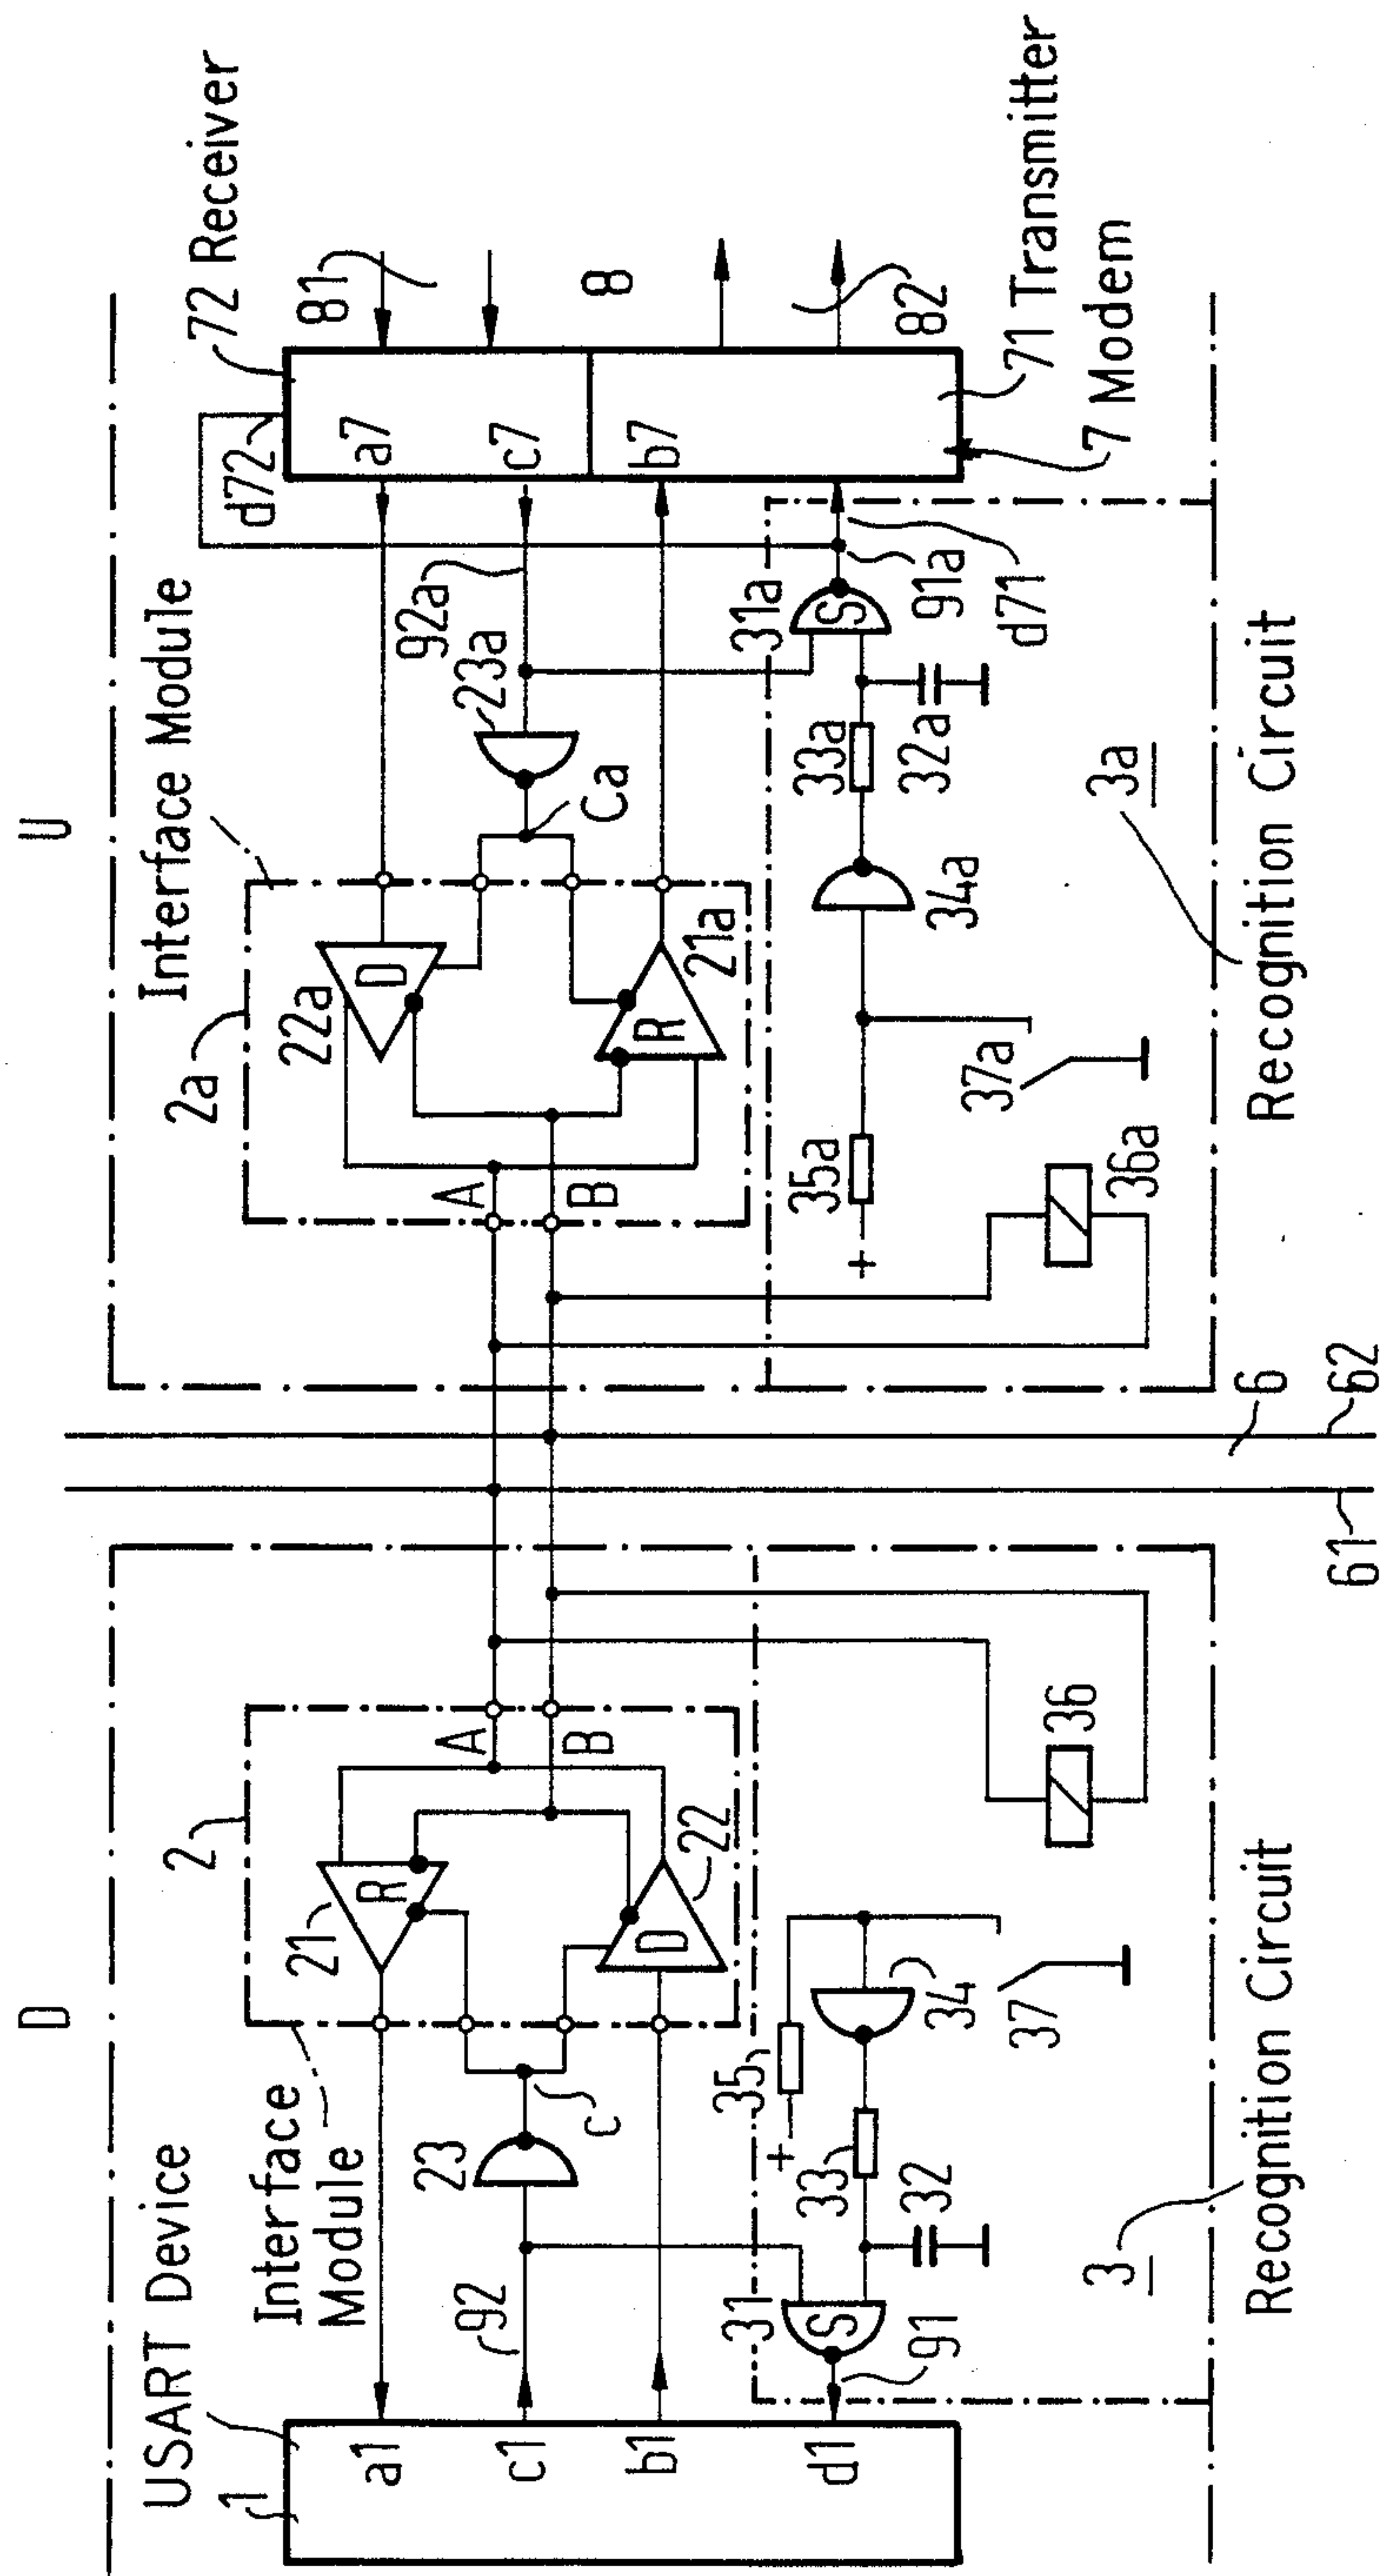 D
U
USART Device
1
a1
c1
b1
d1
Interface
Module
2
21
R
22
D
A
B
23
c
92
31
S
91
32
33
34
35
+
36
37
3
Recognition Circuit
6
61
62
Interface Module
2a
22a
D
21a
R
A
B
Ca
23a
92a
31a
S
91a
d71
32a
33a
34a
35a
+
36a
37a
3a
Recognition Circuit
d72
a7
c7
b7
72 Receiver
81
8
82
71 Transmitter
7 Modem